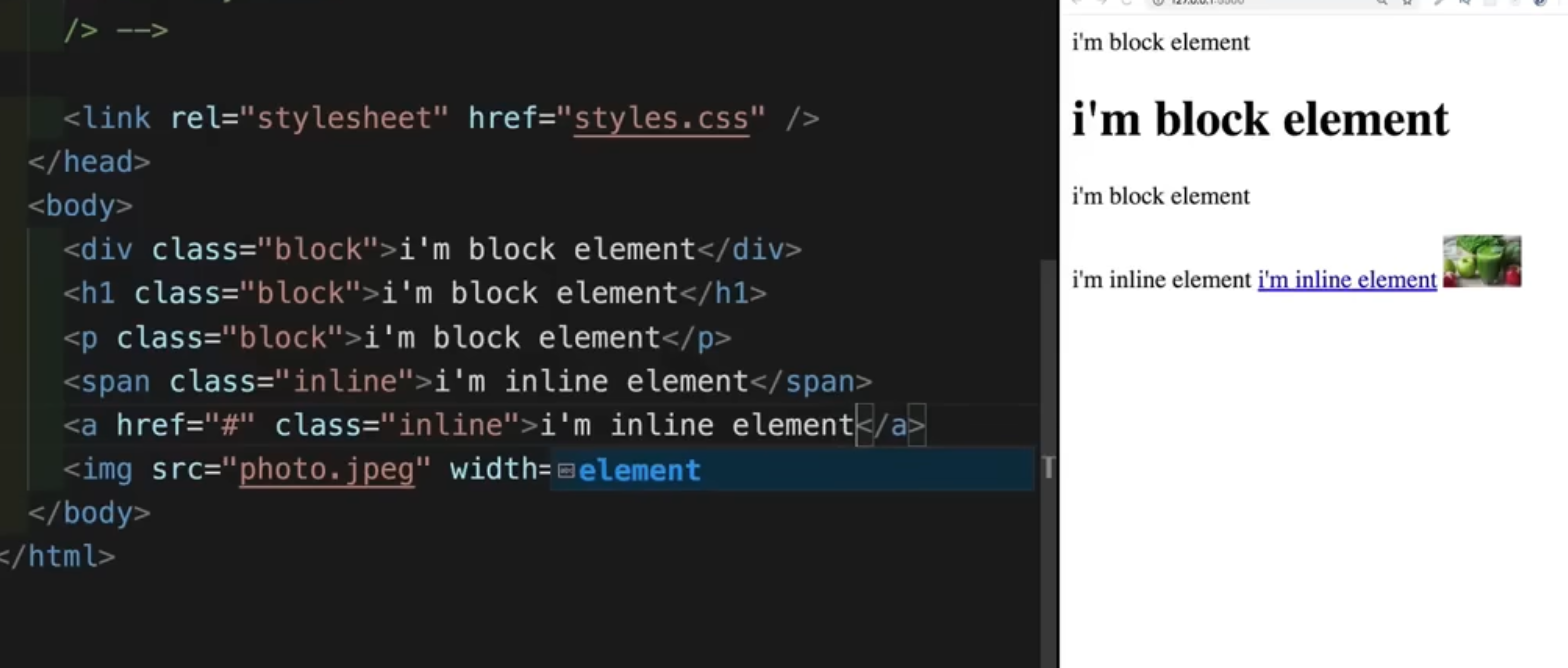 /> -->
<link rel="stylesheet" href="styles.css" />
</head>
<body>
<div class="block">i'm block element</div>
<h1 class="block">i'm block element</h1>
<p class="block">i'm block element</p>
<span class="inline">i'm inline element</span>
<a href="#" class="inline">i'm inline element</a>
<img src="photo.jpeg" width=
element
</body>
</html>
T
i'm block element
i'm block element
i'm block element
i'm inline element i'm inline element